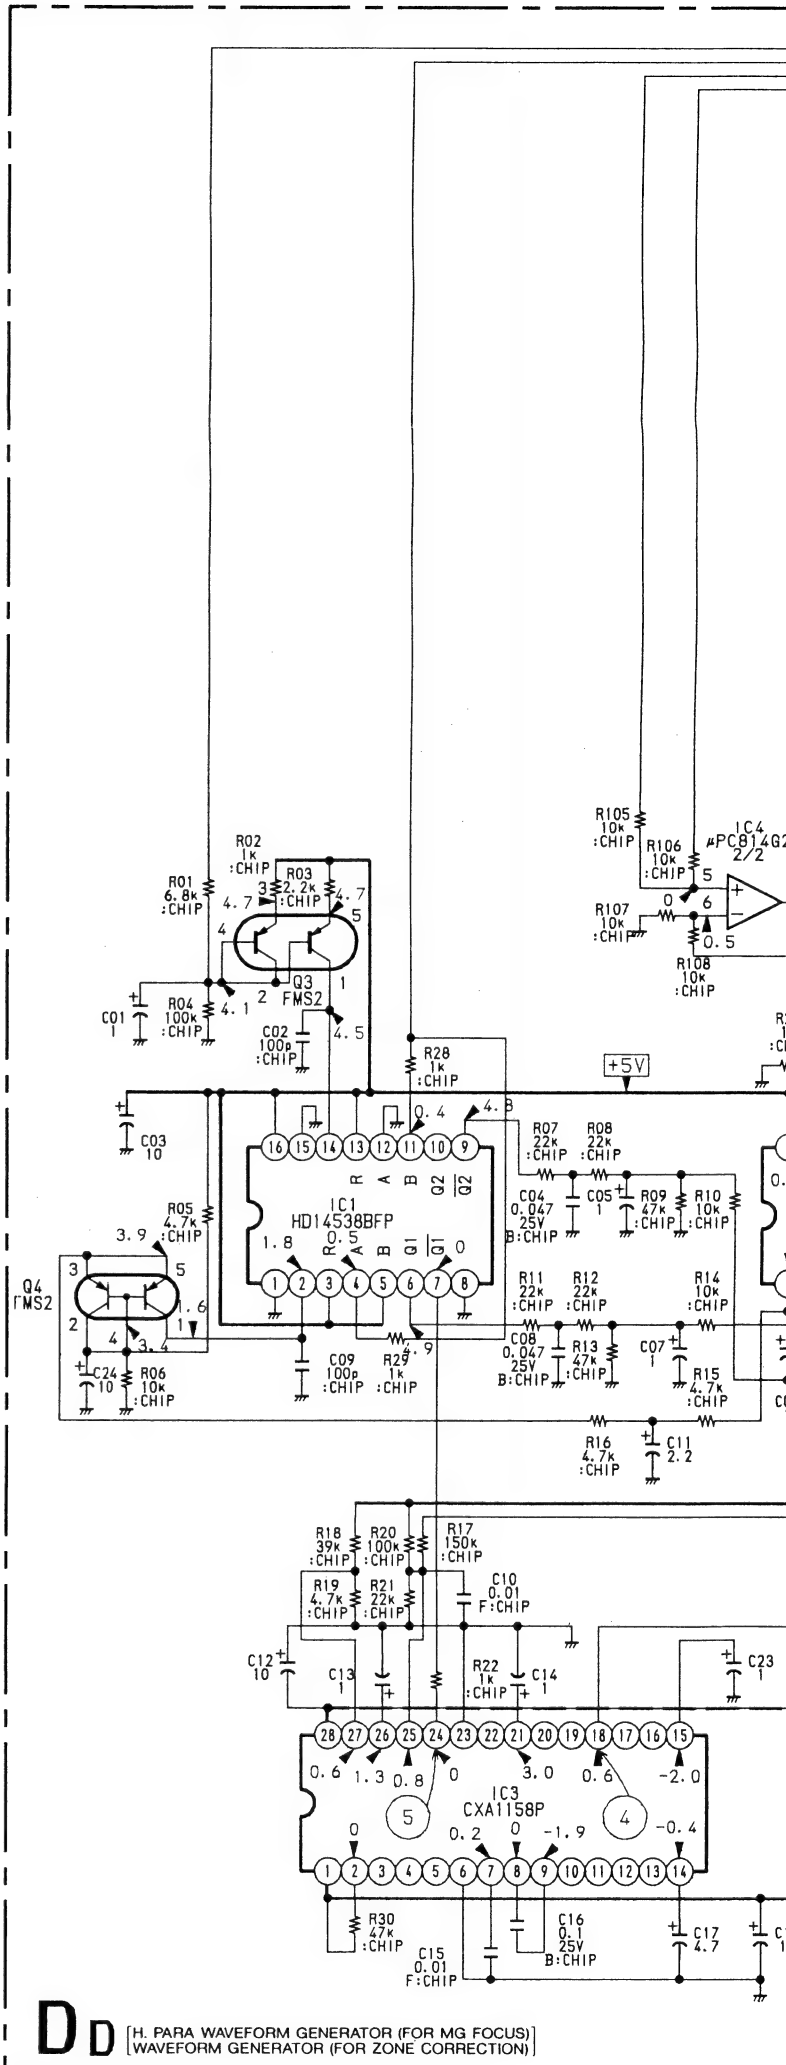 R105
10k
:CHIP
R106
10k
:CHIP
IC4
μPC814G2
2/2
5
6
0
0.5
R107
10k
:CHIP
R108
10k
:CHIP
R02
1k
:CHIP
R03
2.2k
:CHIP
R01
6.8k
:CHIP
3
4.7
4.7
5
4
2
1
Q3
FMS2
C01
1
R04
100k
:CHIP
4.1
C02
100p
:CHIP
4.5
R28
1k
:CHIP
+5V
C03
10
0.4
4.8
16
15
14
13
12
11
10
9
R
A
B
Q2
Q2
IC1
HD14538BFP
R
A
B
Q1
Q1
1.8
0.5
0
1
2
3
4
5
6
7
8
R07
22k
:CHIP
R08
22k
:CHIP
C04
0.047
25V
B:CHIP
C05
1
R09
47k
:CHIP
R10
10k
:CHIP
R05
4.7k
:CHIP
3.9
Q4
FMS2
3
5
2
4
1
1.6
3.4
C24
10
R06
10k
:CHIP
C09
100p
:CHIP
R29
1k
:CHIP
4.9
R11
22k
:CHIP
R12
22k
:CHIP
R14
10k
:CHIP
C08
0.047
25V
B:CHIP
R13
47k
:CHIP
C07
1
R15
4.7k
:CHIP
R16
4.7k
:CHIP
C11
2.2
R18
39k
:CHIP
R20
100k
:CHIP
R17
150k
:CHIP
R19
4.7k
:CHIP
R21
22k
:CHIP
C10
0.01
F:CHIP
C12
10
C13
1
R22
1k
:CHIP
C14
1
C23
1
28
27
26
25
24
23
22
21
20
19
18
17
16
15
0.6
1.3
0.8
0
3.0
0.6
-2.0
IC3
CXA1158P
5
4
0
0.2
0
-1.9
-0.4
1
2
3
4
5
6
7
8
9
10
11
12
13
14
R30
47k
:CHIP
C15
0.01
F:CHIP
C16
0.1
25V
B:CHIP
C17
4.7
D D
[H. PARA WAVEFORM GENERATOR (FOR MG FOCUS)]
[WAVEFORM GENERATOR (FOR ZONE CORRECTION)]